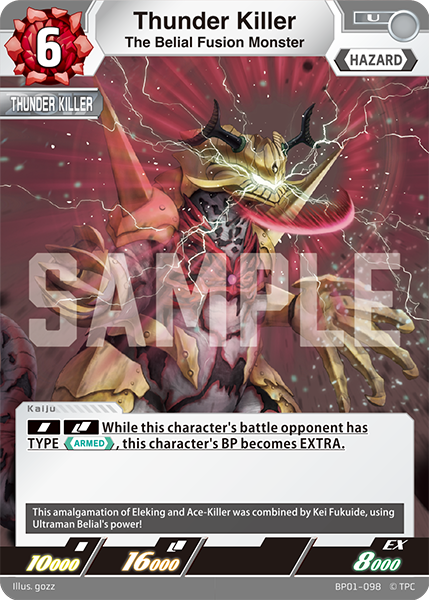 6
Thunder Killer
The Belial Fusion Monster
U
HAZARD
THUNDER KILLER
SAMPLE
Kaiju
While this character's battle opponent has
TYPE ARMED, this character's BP becomes EXTRA.
This amalgamation of Eleking and Ace-Killer was combined by Kei Fukuide, using
Ultraman Belial's power!
10000
16000
EX
8000
Illus. gozz
BP01-098 © TPC